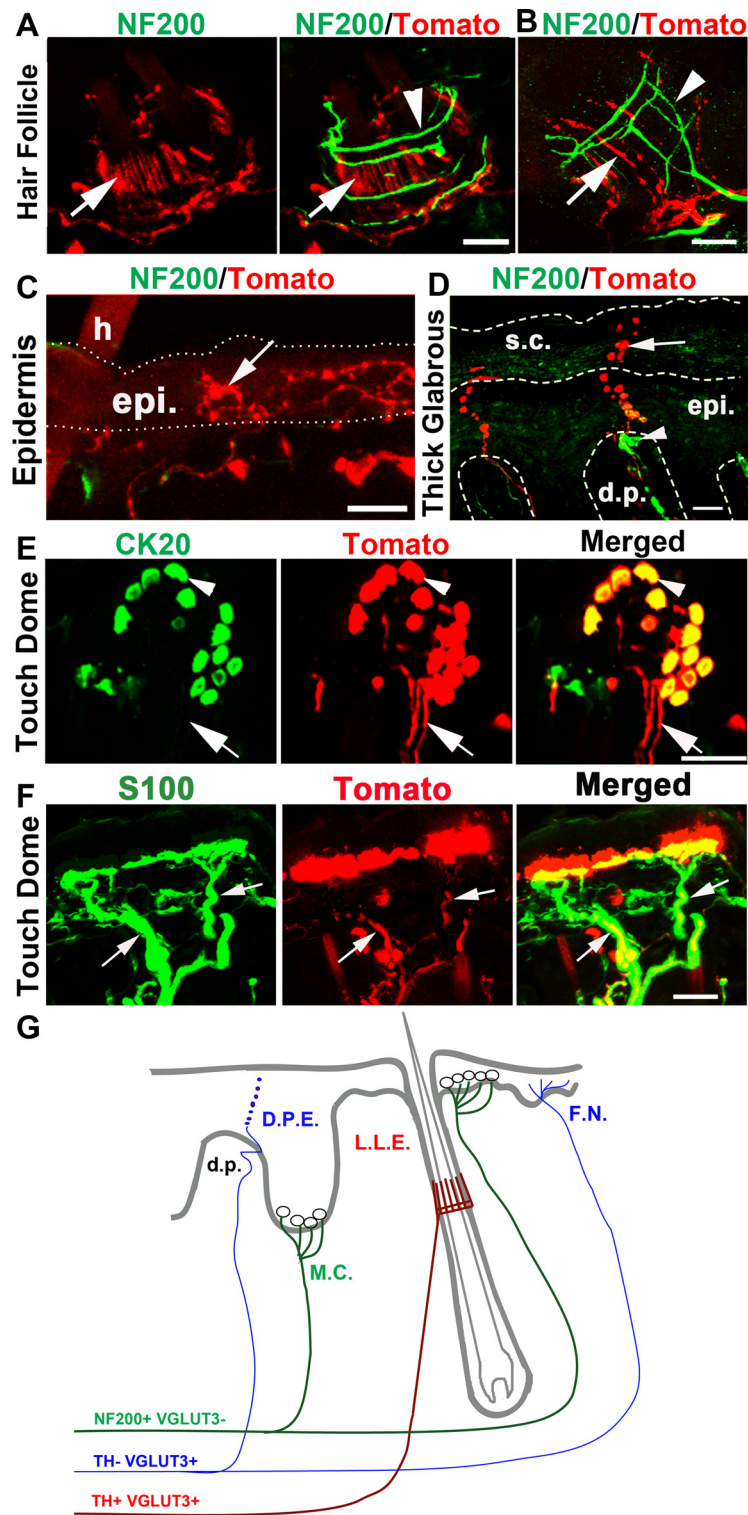 A
NF200
NF200/Tomato
Hair Follicle
B
NF200/Tomato
C
NF200/Tomato
Epidermis
h
epi.
D
NF200/Tomato
Thick Glabrous
s.c.
epi.
d.p.
E
CK20
Tomato
Merged
Touch Dome
F
S100
Tomato
Merged
Touch Dome
G
D.P.E.
d.p.
L.L.E.
F.N.
M.C.
NF200+ VGLUT3-
TH- VGLUT3+
TH+ VGLUT3+